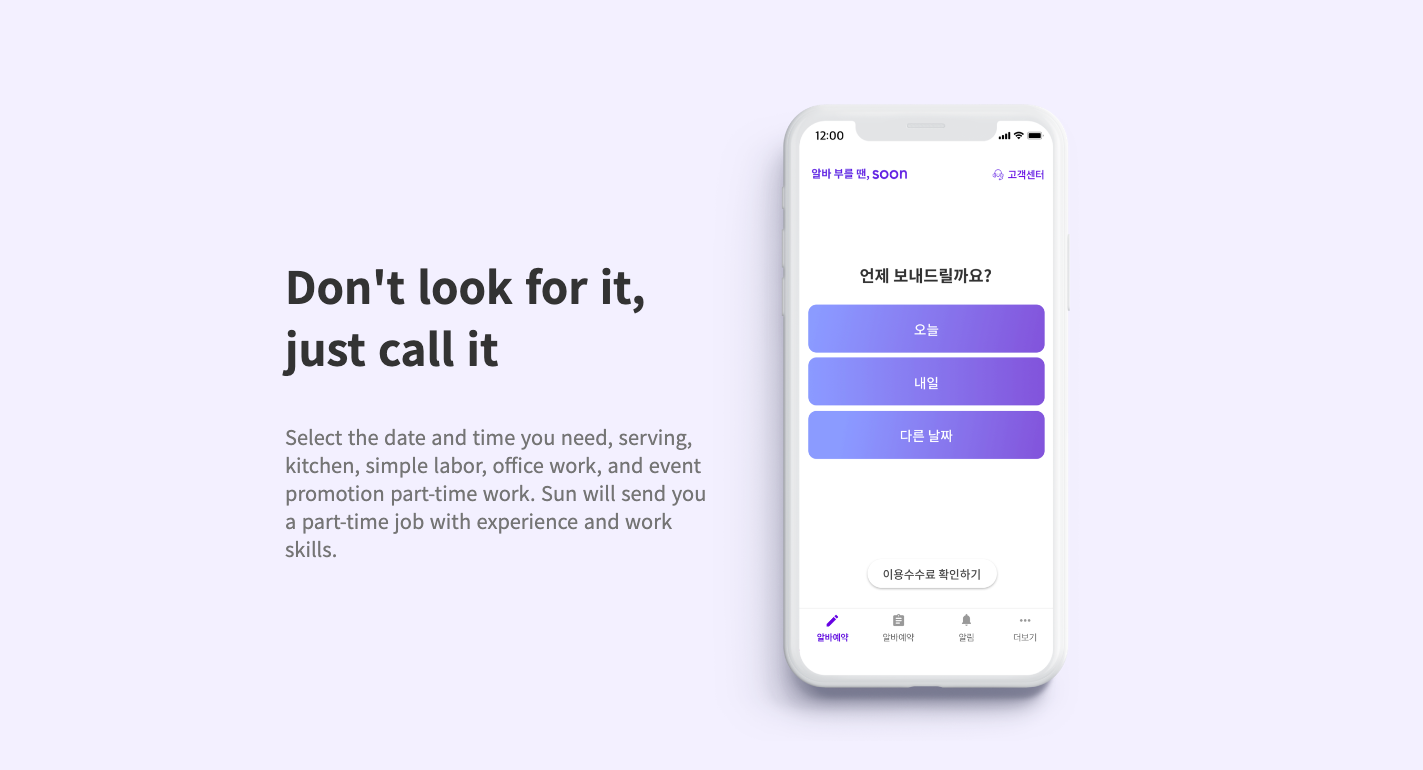 Don't look for it,
just call it
Select the date and time you need, serving,
kitchen, simple labor, office work, and event
promotion part-time work. Sun will send you
a part-time job with experience and work
skills.
12:00
알바 부를 땐, soon
고객센터
언제 보내드릴까요?
오늘
내일
다른 날짜
이용수수료 확인하기
알바예약
알바예약
알림
더보기